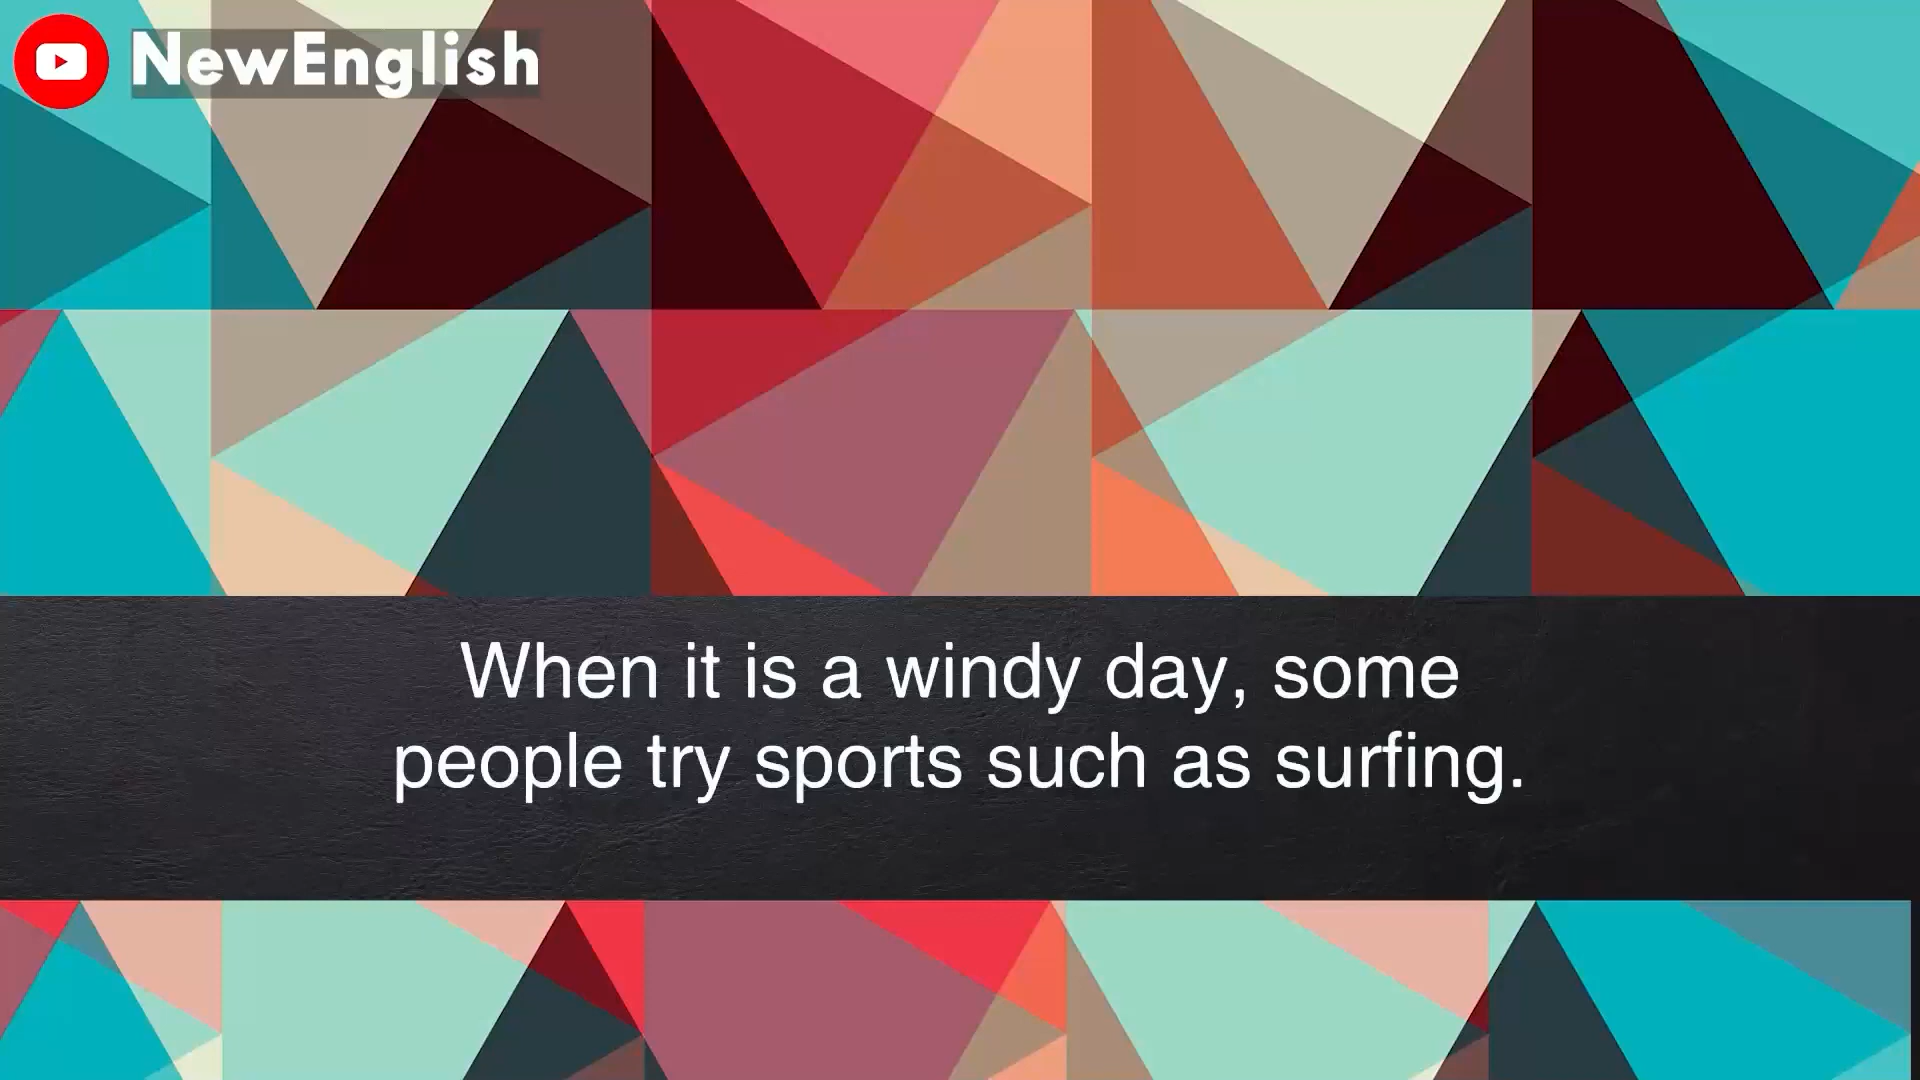 NewEnglish
When it is a windy day, some
people try sports such as surfing.